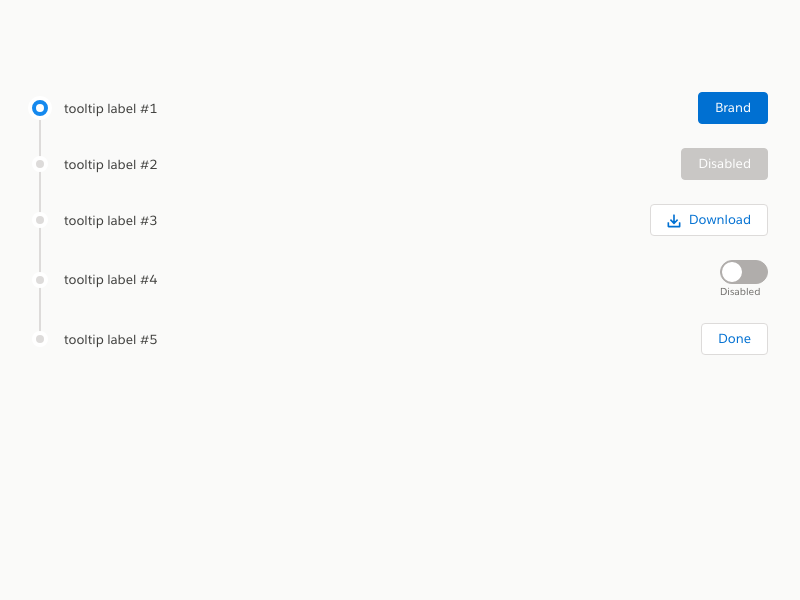 tooltip label #1
Brand
tooltip label #2
Disabled
tooltip label #3
Download
tooltip label #4
Disabled
tooltip label #5
Done